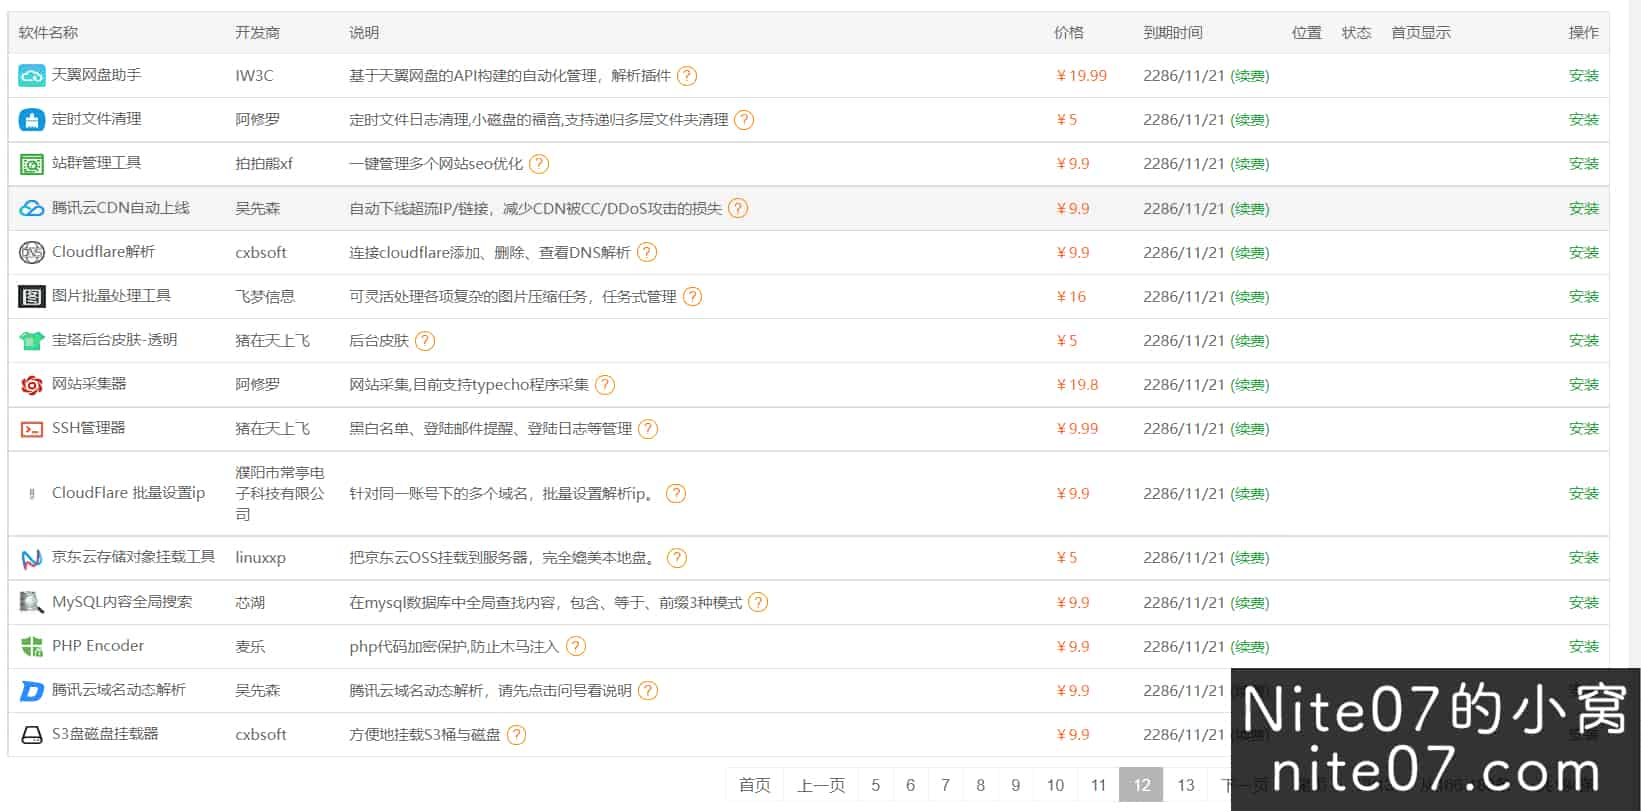 软件名称 开发商 说明 价格 到期时间 位置 状态 首页显示 操作
天翼网盘助手 IW3C 基于天翼网盘的API构建的自动化管理，解析插件 ? ￥19.99 2286/11/21 (续费) 安装
定时文件清理 阿修罗 定时文件日志清理,小磁盘的福音,支持递归多层文件夹清理 ? ￥5 2286/11/21 (续费) 安装
站群管理工具 拍拍熊xf 一键管理多个网站seo优化 ? ￥9.9 2286/11/21 (续费) 安装
腾讯云CDN自动上线 吴先森 自动下线超流IP/链接，减少CDN被CC/DDoS攻击的损失 ? ￥9.9 2286/11/21 (续费) 安装
Cloudflare解析 cxbsoft 连接cloudflare添加、删除、查看DNS解析 ? ￥9.9 2286/11/21 (续费) 安装
图片批量处理工具 飞梦信息 可灵活处理各项复杂的图片压缩任务，任务式管理 ? ￥16 2286/11/21 (续费) 安装
宝塔后台皮肤-透明 猪在天上飞 后台皮肤 ? ￥5 2286/11/21 (续费) 安装
网站采集器 阿修罗 网站采集,目前支持typecho程序采集 ? ￥19.8 2286/11/21 (续费) 安装
SSH管理器 猪在天上飞 黑白名单、登陆邮件提醒、登陆日志等管理 ? ￥9.99 2286/11/21 (续费) 安装
濮阳市常亭电
CloudFlare 批量设置ip 子科技有限公 针对同一账号下的多个域名，批量设置解析ip。 ? ￥9.9 2286/11/21 (续费) 安装
司
京东云存储对象挂载工具 linuxxp 把京东云OSS挂载到服务器，完全媲美本地盘。 ? ￥5 2286/11/21 (续费) 安装
MySQL内容全局搜索 芯湖 在mysql数据库中全局查找内容，包含、等于、前缀3种模式 ? ￥9.9 2286/11/21 (续费) 安装
PHP Encoder 麦乐 php代码加密保护,防止木马注入 ? ￥9.9 2286/11/21 (续费) 安装
腾讯云域名动态解析 吴先森 腾讯云域名动态解析，请先点击问号看说明 ? ￥9.9 2286/11/21
S3盘磁盘挂载器 cxbsoft 方便地挂载S3桶与磁盘 ? ￥9.9 2286/11/21
首页 上一页 5 6 7 8 9 10 11 12 13 下一页
Nite07的小窝
nite07.com